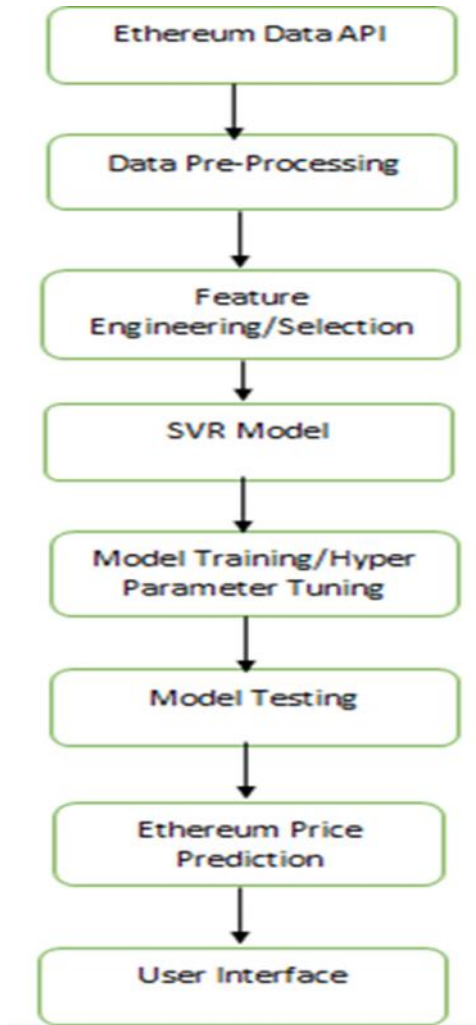 Ethereum Data API
Data Pre-Processing
Feature
Engineering/Selection
SVR Model
Model Training/Hyper
Parameter Tuning
Model Testing
Ethereum Price
Prediction
User Interface